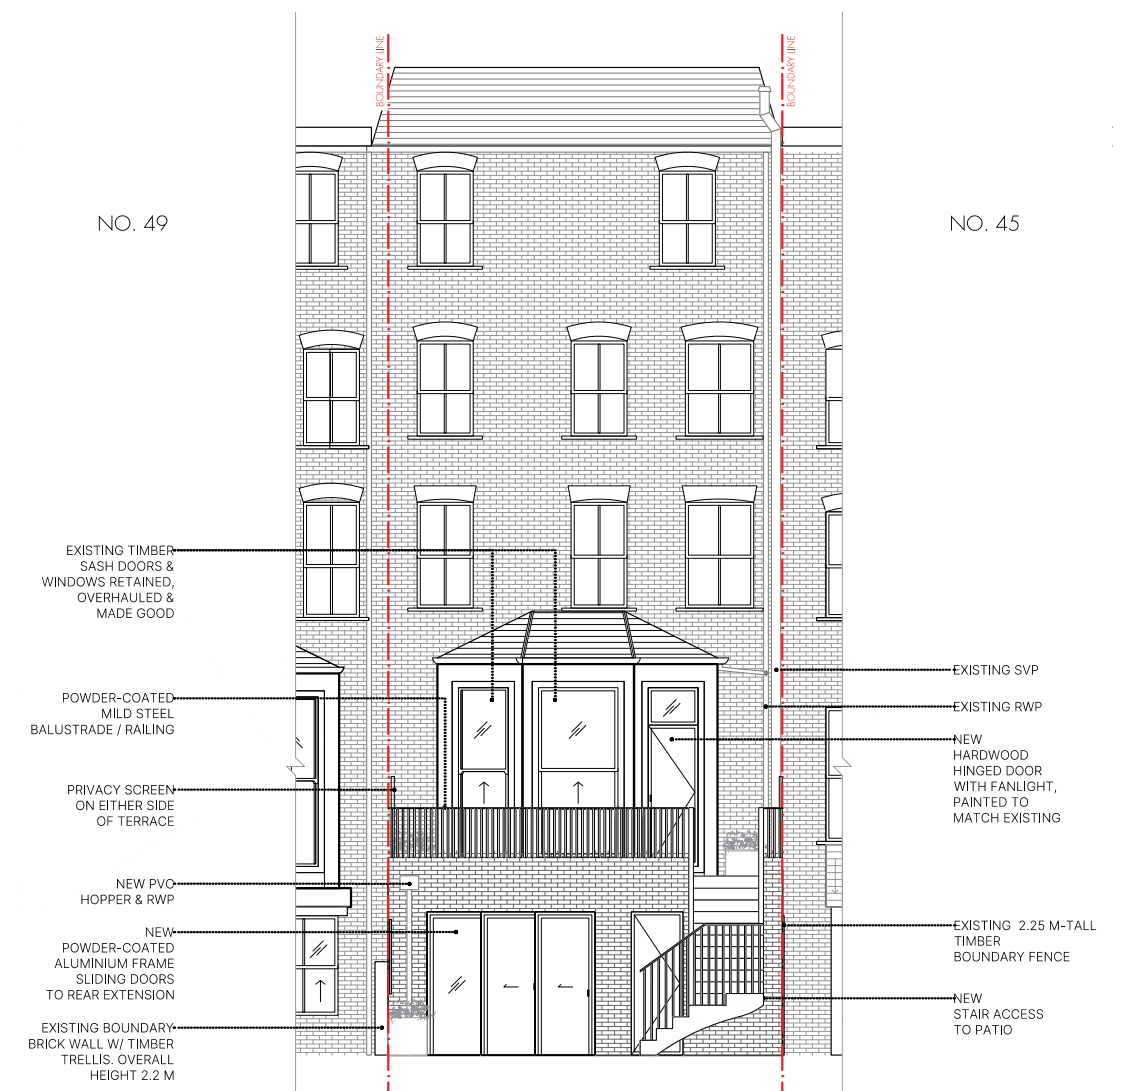 BOUNDARY LINE
BOUNDARY LINE
NO. 49
NO. 45
EXISTING TIMBER
SASH DOORS &
WINDOWS RETAINED,
OVERHAULED &
MADE GOOD
POWDER-COATED
MILD STEEL
BALUSTRADE / RAILING
PRIVACY SCREEN
ON EITHER SIDE
OF TERRACE
NEW PVC
HOPPER & RWP
NEW
POWDER-COATED
ALUMINIUM FRAME
SLIDING DOORS
TO REAR EXTENSION
EXISTING BOUNDARY
BRICK WALL W/ TIMBER
TRELLIS. OVERALL
HEIGHT 2.2 M
EXISTING SVP
EXISTING RWP
NEW
HARDWOOD
HINGED DOOR
WITH FANLIGHT,
PAINTED TO
MATCH EXISTING
EXISTING 2.25 M-TALL
TIMBER
BOUNDARY FENCE
NEW
STAIR ACCESS
TO PATIO